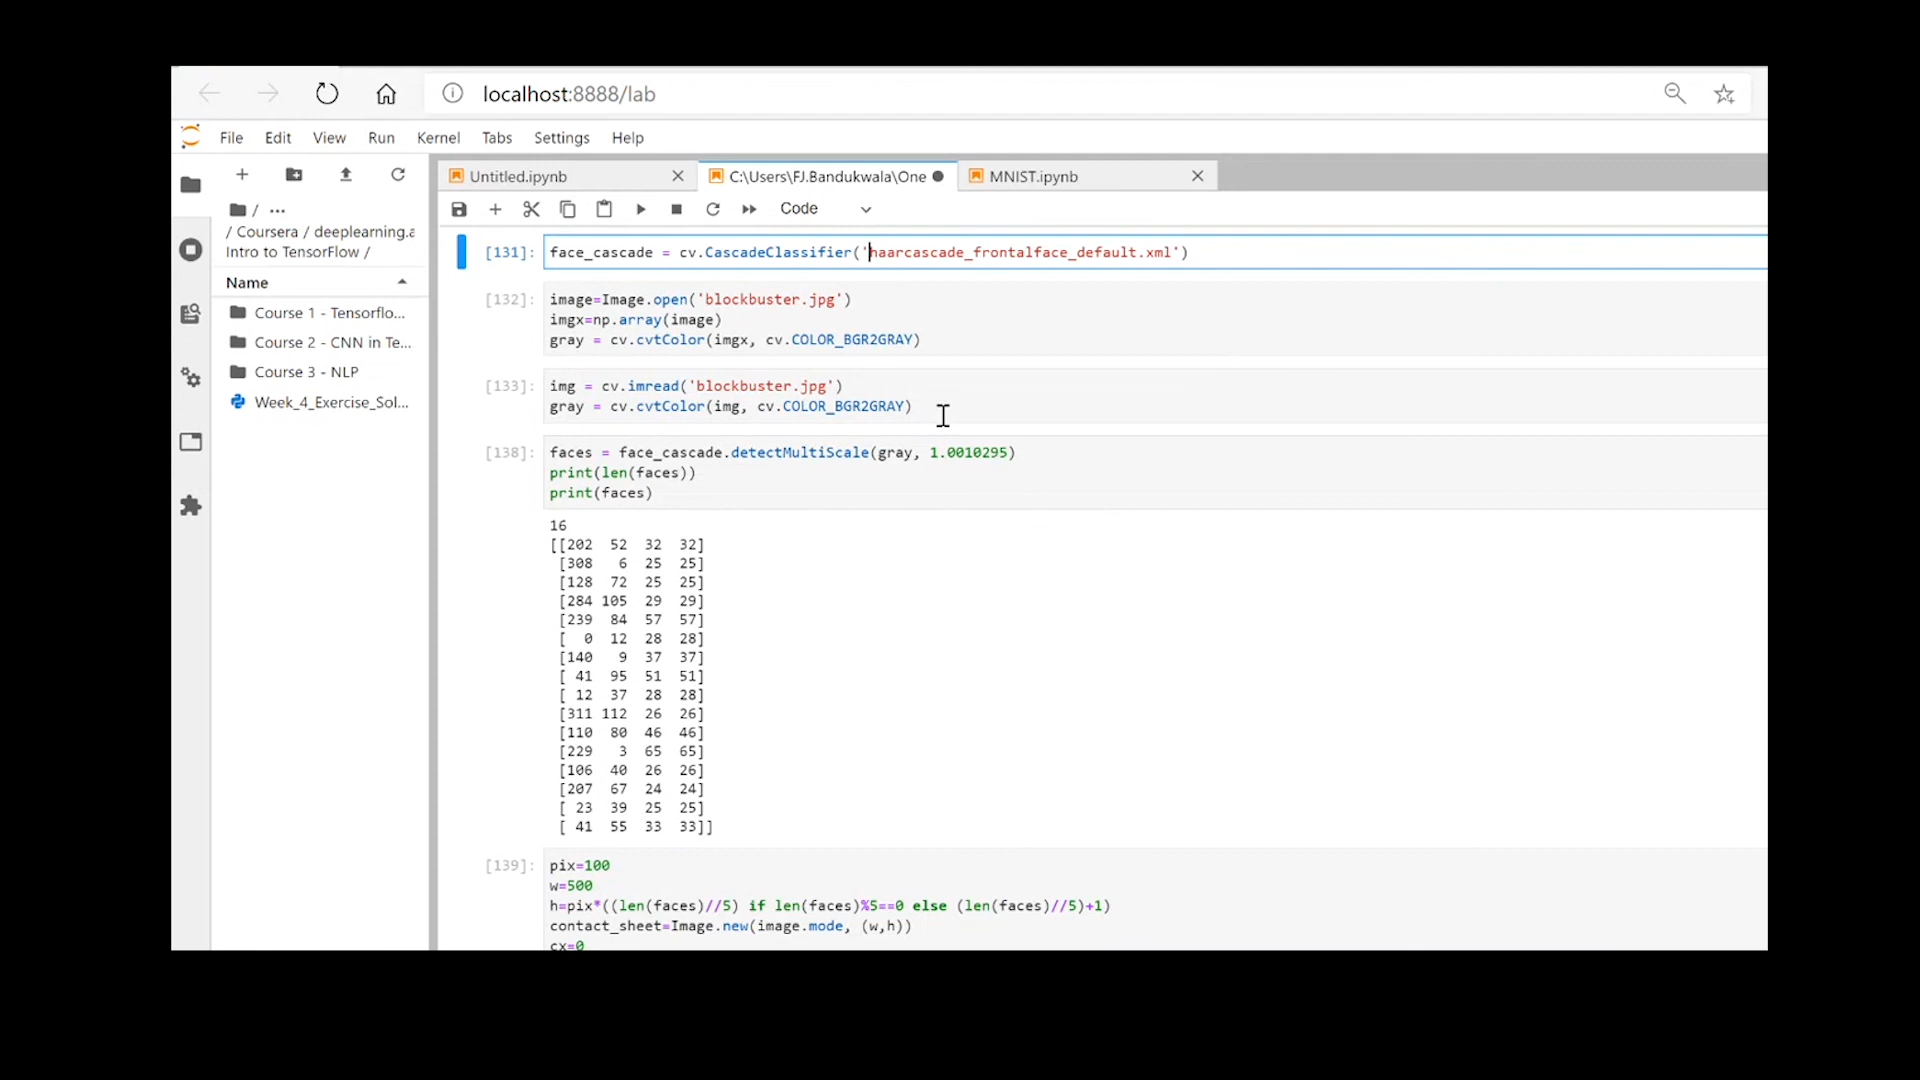 localhost:8888/lab
File Edit View Run Kernel Tabs Settings Help
Untitled.ipynb C:\Users\FJ.Bandukwala\One MNIST.ipynb
Code
/ ...
/ Coursera / deeplearning.a
Intro to TensorFlow /
Name
Course 1 - Tensorflo...
Course 2 - CNN in Te...
Course 3 - NLP
Week_4_Exercise_Sol...
[131]: face_cascade = cv.CascadeClassifier('haarcascade_frontalface_default.xml')
[132]: image=Image.open('blockbuster.jpg')
imgx=np.array(image)
gray = cv.cvtColor(imgx, cv.COLOR_BGR2GRAY)
[133]: img = cv.imread('blockbuster.jpg')
gray = cv.cvtColor(img, cv.COLOR_BGR2GRAY)
[138]: faces = face_cascade.detectMultiScale(gray, 1.0010295)
print(len(faces))
print(faces)
16
[[202 52 32 32]
[308 6 25 25]
[128 72 25 25]
[284 105 29 29]
[239 84 57 57]
[ 0 12 28 28]
[140 9 37 37]
[ 41 95 51 51]
[ 12 37 28 28]
[311 112 26 26]
[110 80 46 46]
[229 3 65 65]
[106 40 26 26]
[207 67 24 24]
[ 23 39 25 25]
[ 41 55 33 33]]
[139]: pix=100
w=500
h=pix*((len(faces)//5) if len(faces)%5==0 else (len(faces)//5)+1)
contact_sheet=Image.new(image.mode, (w,h))
cx=0